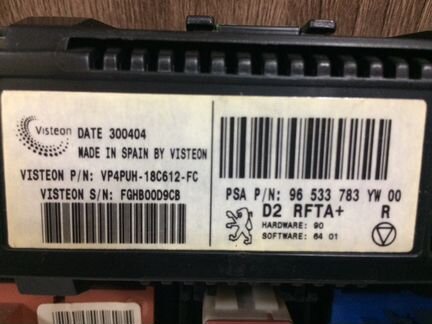 Visteon
DATE 300404
MADE IN SPAIN BY VISTEON
VISTEON P/N: VP4PUH-18C612-FC
VISTEON S/N: FGHB00D9CB
PSA P/N: 96 533 783 YW 00
D2 RFTA+ R
HARDWARE: 90
SOFTWARE: 64 01